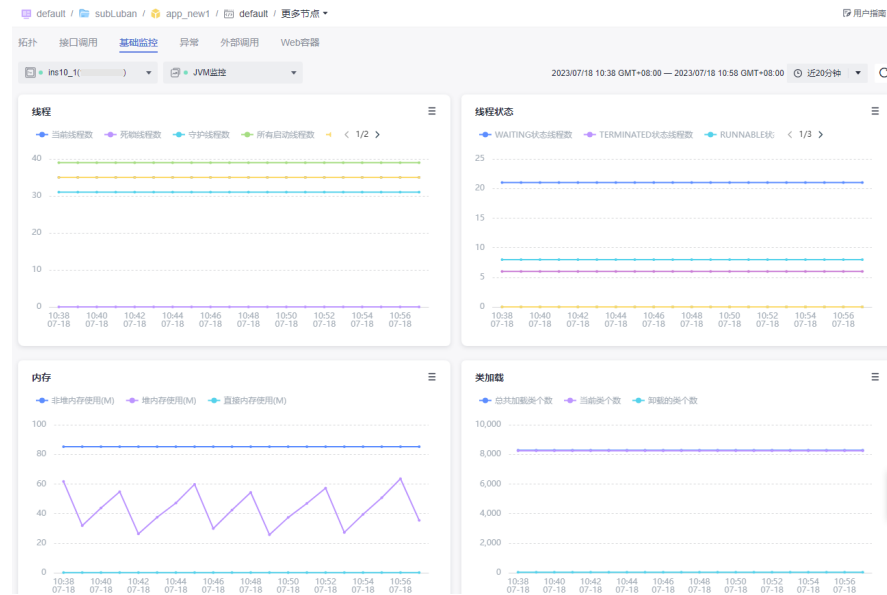 default / subLuban / app_new1 / default / 更多节点
用户指南
拓扑 接口调用 基础监控 异常 外部调用 Web容器
ins10_1( ) JVM监控 2023/07/18 10:38 GMT+08:00 — 2023/07/18 10:58 GMT+08:00 近20分钟
线程
当前线程数 死锁线程数 守护线程数 所有启动线程数 1/2
40
30
20
10
0
10:38 10:40 10:42 10:44 10:46 10:48 10:50 10:52 10:54 10:56
07-18 07-18 07-18 07-18 07-18 07-18 07-18 07-18 07-18 07-18
线程状态
WAITING状态线程数 TERMINATED状态线程数 RUNNABLE状 1/3
25
20
15
10
5
0
10:38 10:40 10:42 10:44 10:46 10:48 10:50 10:52 10:54 10:56
07-18 07-18 07-18 07-18 07-18 07-18 07-18 07-18 07-18 07-18
内存
非堆内存使用(M) 堆内存使用(M) 直接内存使用(M)
100
80
60
40
20
0
10:38 10:40 10:42 10:44 10:46 10:48 10:50 10:52 10:54 10:56
07-18 07-18 07-18 07-18 07-18 07-18 07-18 07-18 07-18 07-18
类加载
总共加载类个数 当前类个数 卸载的类个数
10,000
8,000
6,000
4,000
2,000
0
10:38 10:40 10:42 10:44 10:46 10:48 10:50 10:52 10:54 10:56
07-18 07-18 07-18 07-18 07-18 07-18 07-18 07-18 07-18 07-18